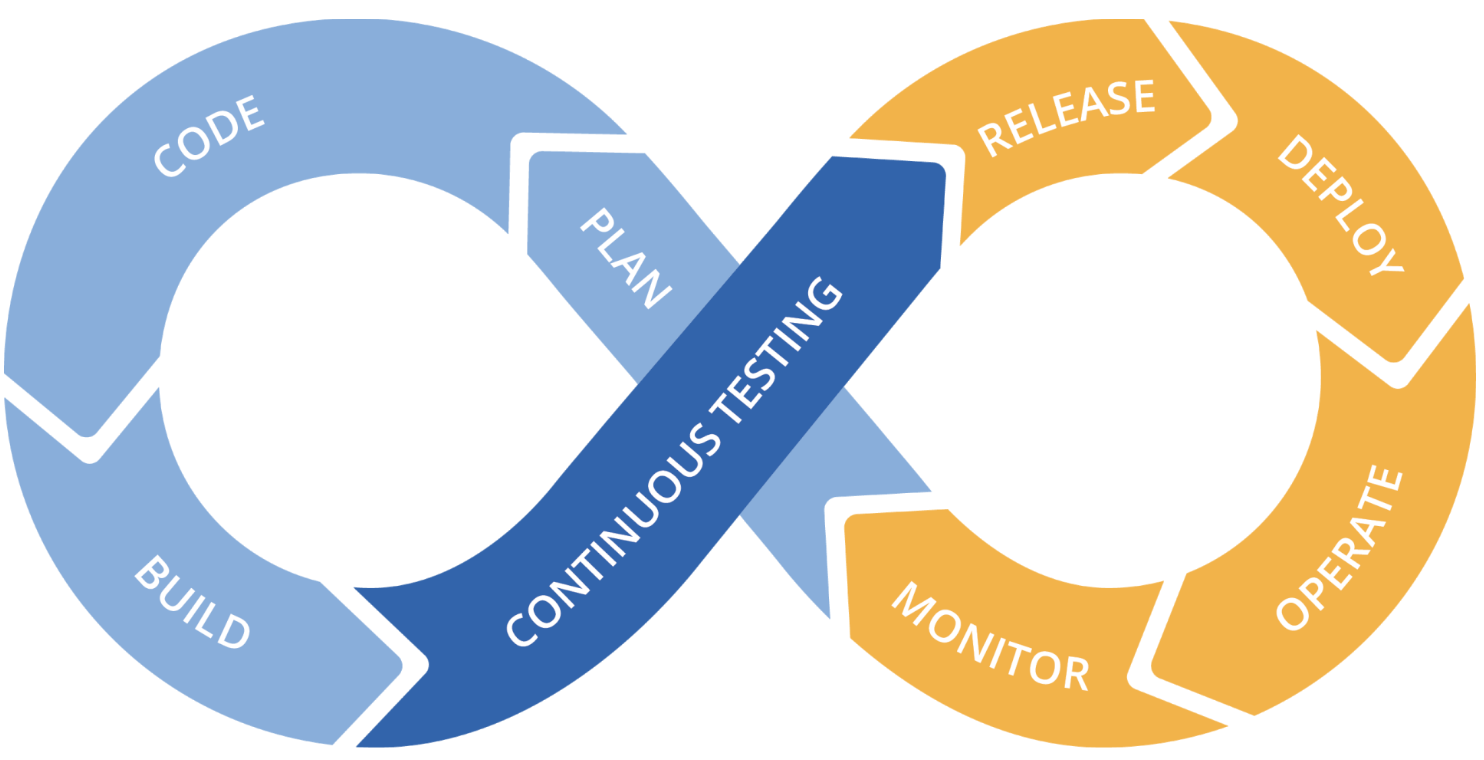 CODE
PLAN
BUILD
CONTINUOUS TESTING
RELEASE
DEPLOY
OPERATE
MONITOR